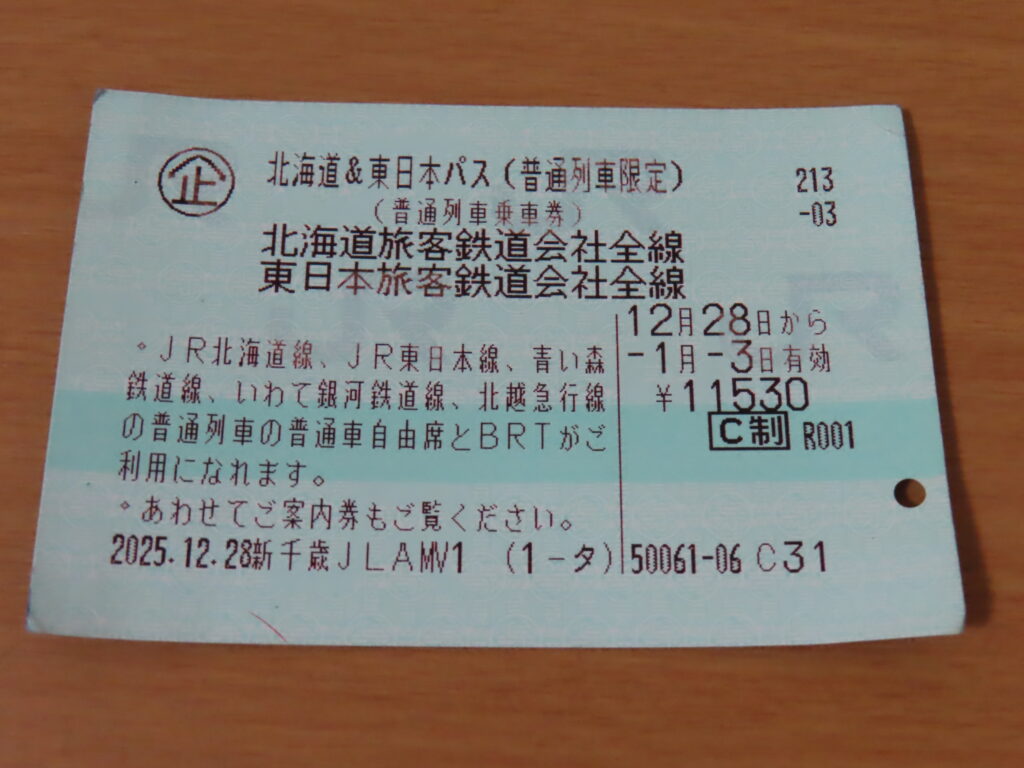 企 北海道&東日本パス(普通列車限定) 213
(普通列車乗車券) -03
北海道旅客鉄道会社全線
東日本旅客鉄道会社全線
12月28日から
-1月-3日有効
¥11530
C制 R001
・JR北海道線、JR東日本線、青い森
鉄道線、いわて銀河鉄道線、北越急行線
の普通列車の普通車自由席とBRTがご
利用になれます。
・あわせてご案内券もご覧ください。
2025.12.28新千歳JLAMV1 (1-タ) 50061-06 C31